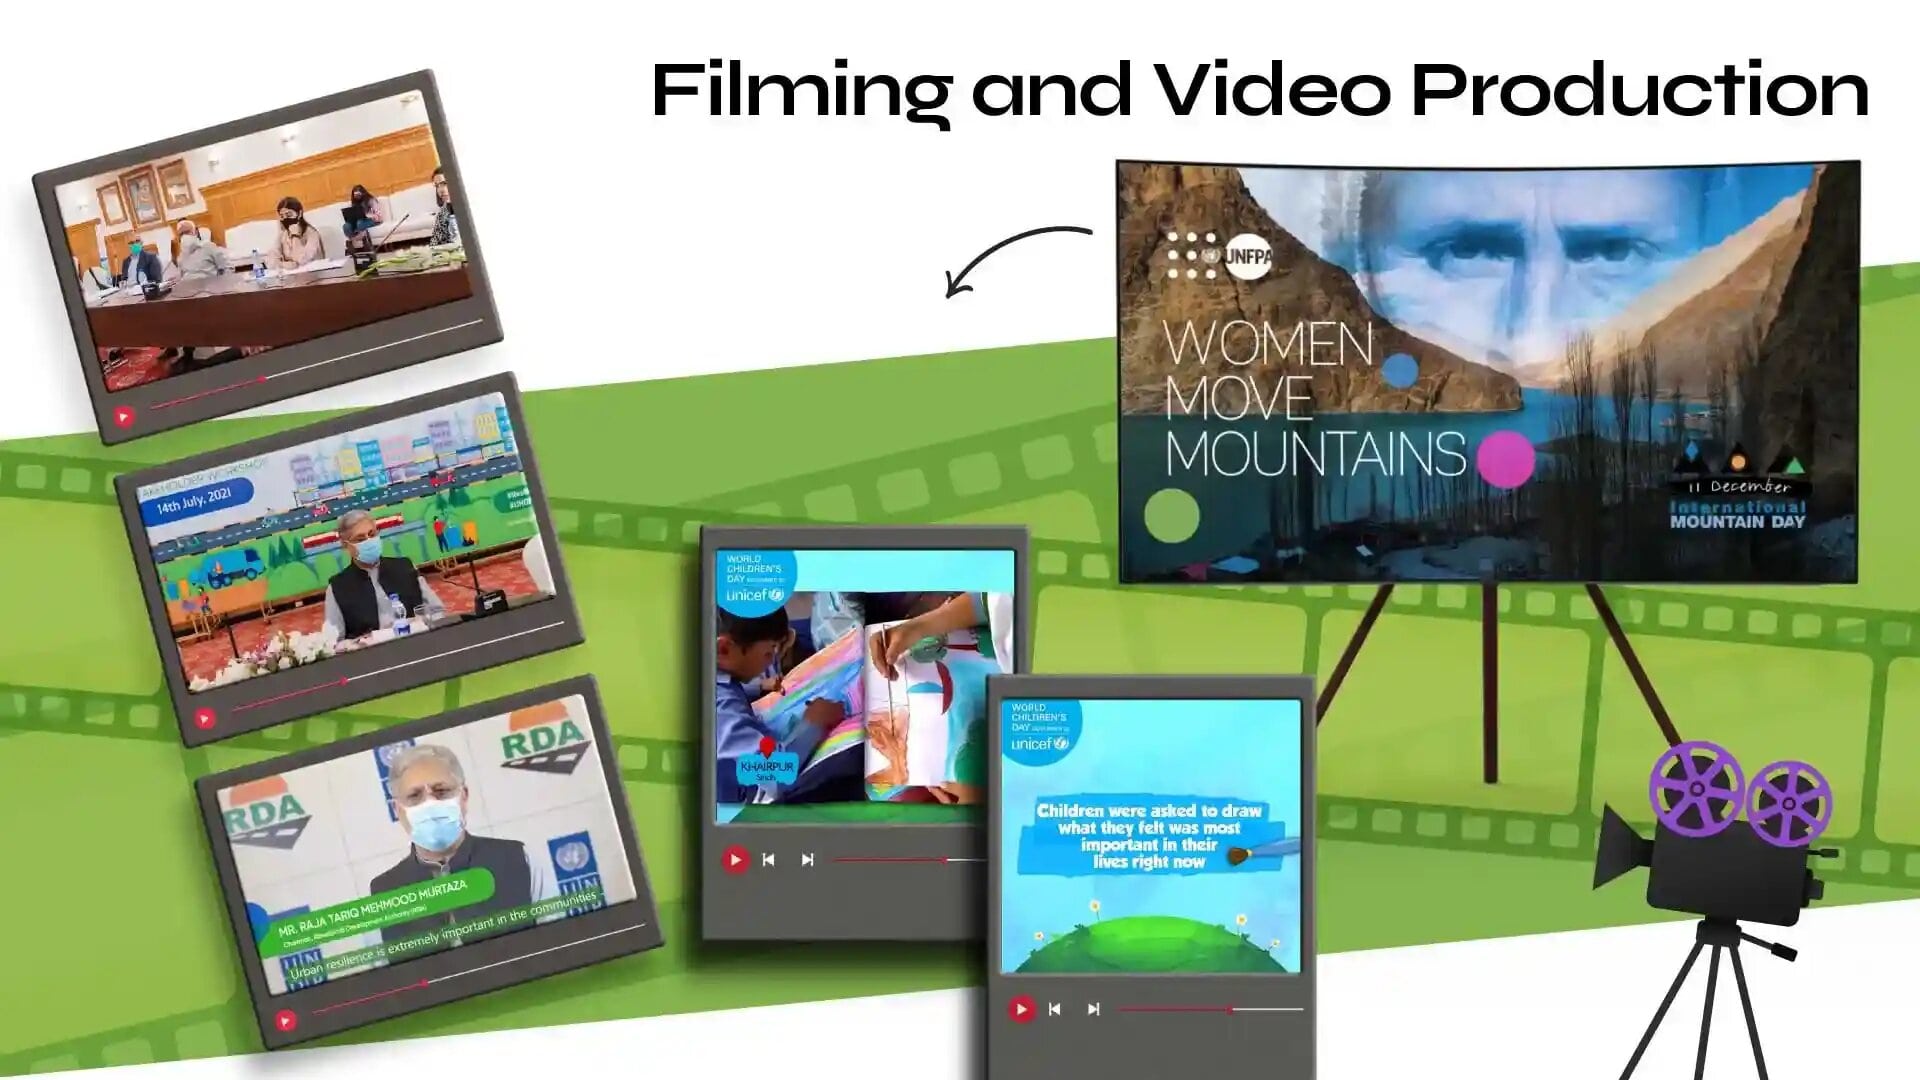 Filming and Video Production
UNFPA
WOMEN
MOVE
MOUNTAINS
11 December
International
MOUNTAIN DAY
14th July, 2021
RDA
RDA
MR. RAJA TARIQ MEHMOOD MURTAZA
Urban resilience is extremely important in the communities
WORLD
CHILDREN'S
DAY
unicef
KHAIRPUR
Sindh
WORLD
CHILDREN'S
DAY
unicef
Children were asked to draw
what they felt was most
important in their
lives right now